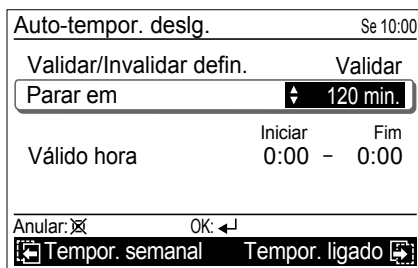 Auto-tempor. deslg. Se 10:00
Validar/Invalidar defin. Validar
Parar em 120 min.
Iniciar Fim
Válido hora 0:00 – 0:00
Anular: OK:
Tempor. semanal Tempor. ligado